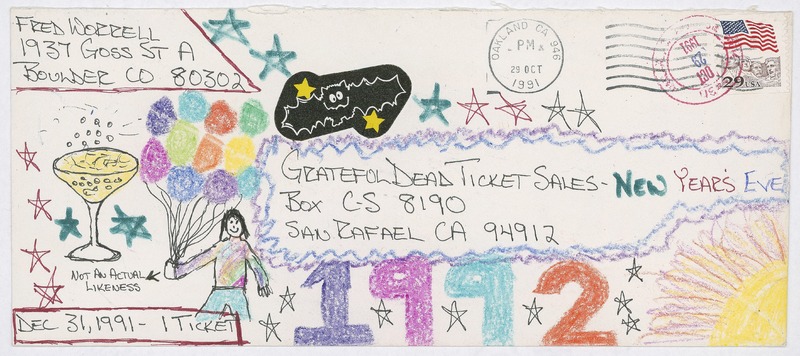 FRED WORRELL
1937 GOSS ST A
BOULDER CO 80302
OAKLAND CA 946
PM
29 OCT
1991
1991
29 USA
GRATEFUL DEAD TICKET SALES - NEW YEAR'S EVE
BOX C-S 8190
SAN RAFAEL CA 94912
NOT AN ACTUAL
LIKENESS
1992
DEC 31, 1991 - 1 TICKET